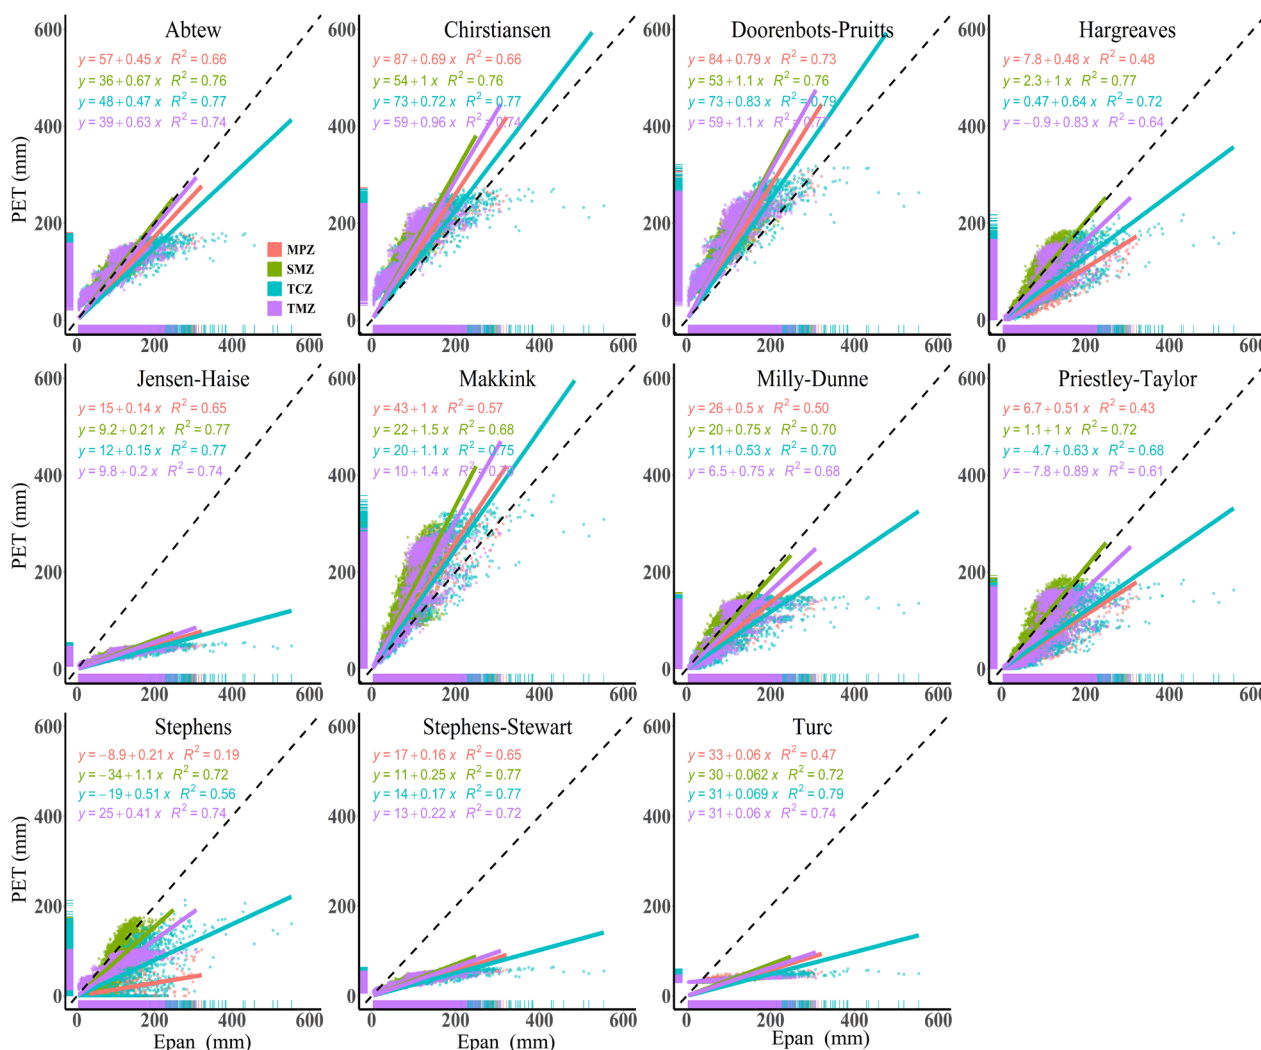 Abtew
y = 57 + 0.45 x R² = 0.66
y = 36 + 0.67 x R² = 0.76
y = 48 + 0.47 x R² = 0.77
y = 39 + 0.63 x R² = 0.74
MPZ
SMZ
TCZ
TMZ
PET (mm)
600
400
200
0
0 200 400 600
Chirstiansen
y = 87 + 0.69 x R² = 0.66
y = 54 + 1 x R² = 0.76
y = 73 + 0.72 x R² = 0.77
y = 59 + 0.96 x R² = 0.74
600
400
200
0
0 200 400 600
Doorenbots-Pruitts
y = 84 + 0.79 x R² = 0.73
y = 53 + 1.1 x R² = 0.76
y = 73 + 0.83 x R² = 0.79
y = 59 + 1.1 x R² =
600
400
200
0
0 200 400 600
Hargreaves
y = 7.8 + 0.48 x R² = 0.48
y = 2.3 + 1 x R² = 0.77
y = 0.47 + 0.64 x R² = 0.72
y = −0.9 + 0.83 x R² = 0.64
600
400
200
0
0 200 400 600
Jensen-Haise
y = 15 + 0.14 x R² = 0.65
y = 9.2 + 0.21 x R² = 0.77
y = 12 + 0.15 x R² = 0.77
y = 9.8 + 0.2 x R² = 0.74
PET (mm)
600
400
200
0
0 200 400 600
Makkink
y = 43 + 1 x R² = 0.57
y = 22 + 1.5 x R² = 0.68
y = 20 + 1.1 x R² = 0.75
y = 10 + 1.4 x R² =
600
400
200
0
0 200 400 600
Milly-Dunne
y = 26 + 0.5 x R² = 0.50
y = 20 + 0.75 x R² = 0.70
y = 11 + 0.53 x R² = 0.70
y = 6.5 + 0.75 x R² = 0.68
600
400
200
0
0 200 400 600
Priestley-Taylor
y = 6.7 + 0.51 x R² = 0.43
y = 1.1 + 1 x R² = 0.72
y = −4.7 + 0.63 x R² = 0.68
y = −7.8 + 0.89 x R² = 0.61
600
400
200
0
0 200 400 600
Stephens
y = −8.9 + 0.21 x R² = 0.19
y = −34 + 1.1 x R² = 0.72
y = −19 + 0.51 x R² = 0.56
y = 25 + 0.41 x R² = 0.74
PET (mm)
600
400
200
0
0 200 400 600
Epan (mm)
Stephens-Stewart
y = 17 + 0.16 x R² = 0.65
y = 11 + 0.25 x R² = 0.77
y = 14 + 0.17 x R² = 0.77
y = 13 + 0.22 x R² = 0.72
600
400
200
0
0 200 400 600
Epan (mm)
Turc
y = 33 + 0.06 x R² = 0.47
y = 30 + 0.062 x R² = 0.72
y = 31 + 0.069 x R² = 0.79
y = 31 + 0.06 x R² = 0.74
600
400
200
0
0 200 400 600
Epan (mm)